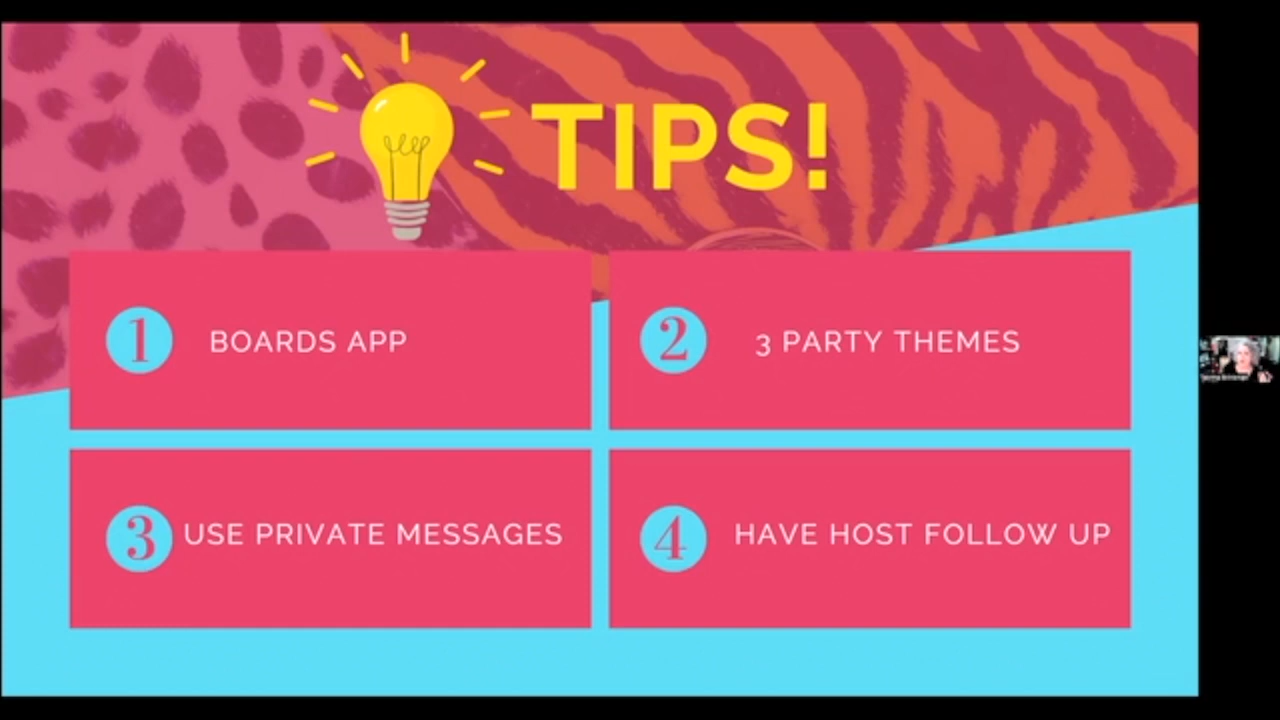 TIPS!
1 BOARDS APP
2 3 PARTY THEMES
3 USE PRIVATE MESSAGES
4 HAVE HOST FOLLOW UP